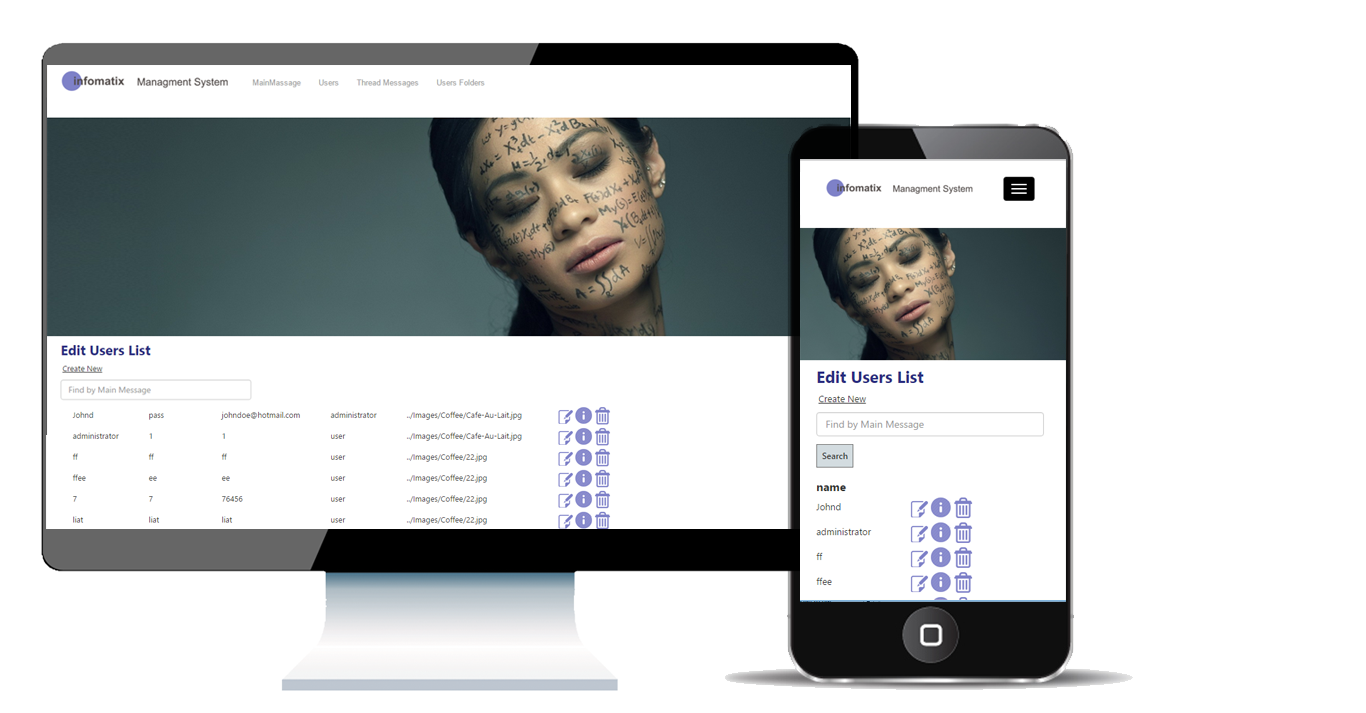 infomatix Managment System MainMassage Users Thread Messages Users Folders
Edit Users List
Create New
Find by Main Message
Johnd pass johndoe@hotmail.com administrator ../Images/Coffee/Cafe-Au-Lait.jpg
administrator 1 1 user ../Images/Coffee/Cafe-Au-Lait.jpg
ff ff ff user ../Images/Coffee/22.jpg
ffee ee ee user ../Images/Coffee/22.jpg
7 7 76456 user ../Images/Coffee/22.jpg
liat liat liat user ../Images/Coffee/22.jpg
infomatix Managment System
Edit Users List
Create New
Find by Main Message
Search
name
Johnd
administrator
ff
ffee